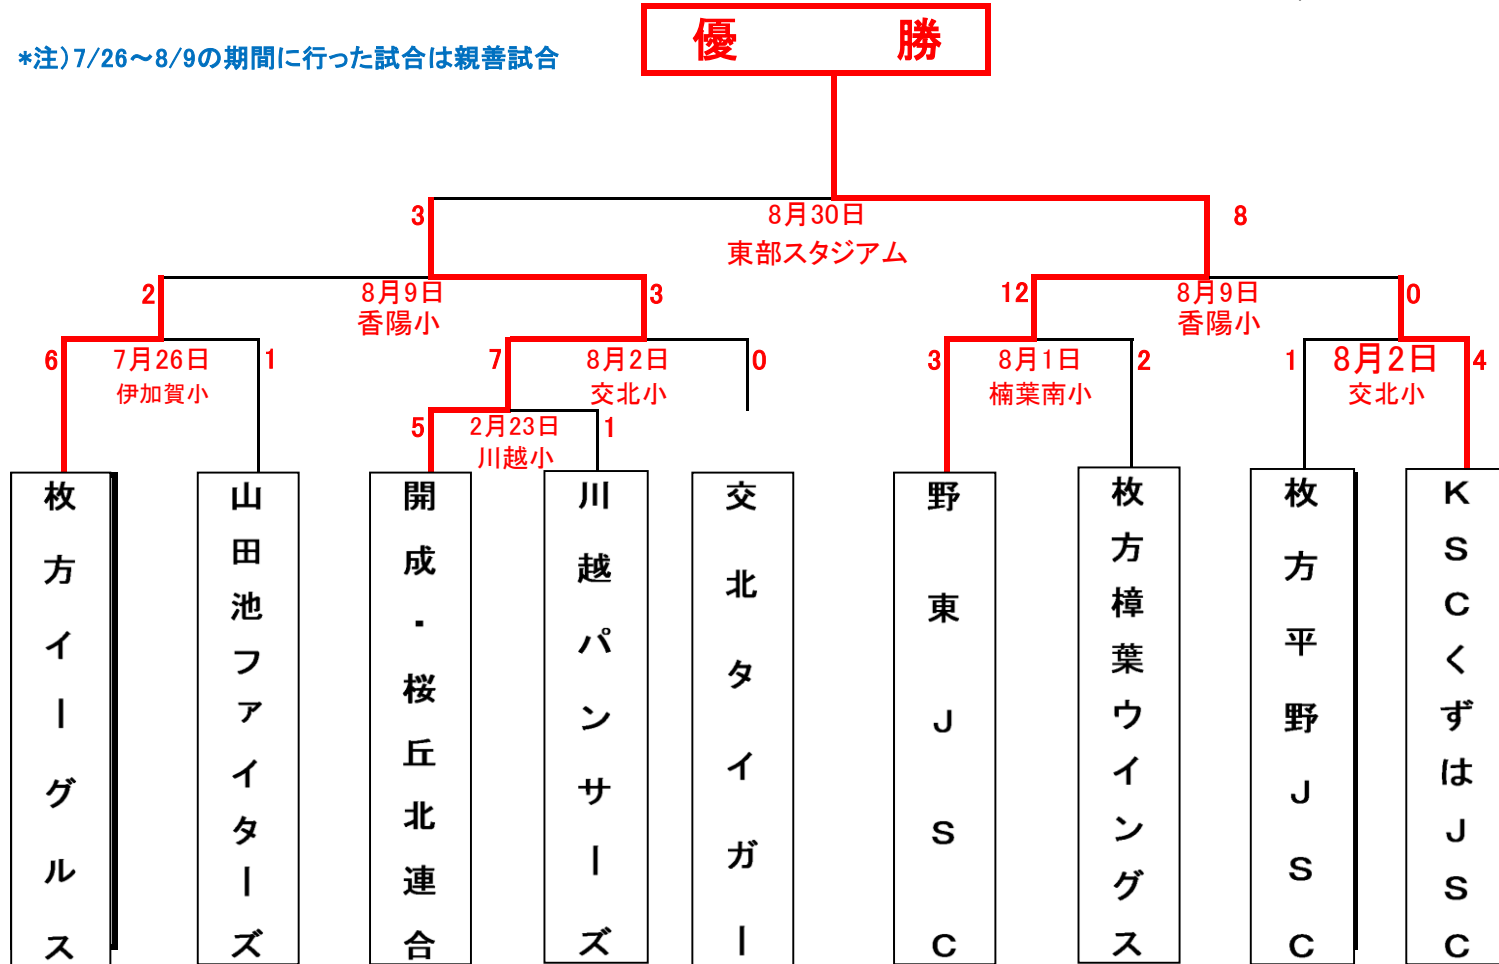 *注)7/26～8/9の期間に行った試合は親善試合
優 勝
3
8月30日
8
東部スタジアム
2
8月9日
3
12
8月9日
0
香陽小
香陽小
6
7月26日
1
7
8月2日
0
3
8月1日
2
1
8月2日
4
伊加賀小
交北小
楠葉南小
交北小
5
2月23日
1
川越小
枚方イーグルス
山田池ファイターズ
開成・桜丘北連合
川越パンサーズ
交北タイガー
野東JSC
枚方樟葉ウイングス
枚方平野JSC
KSCくずはJSC